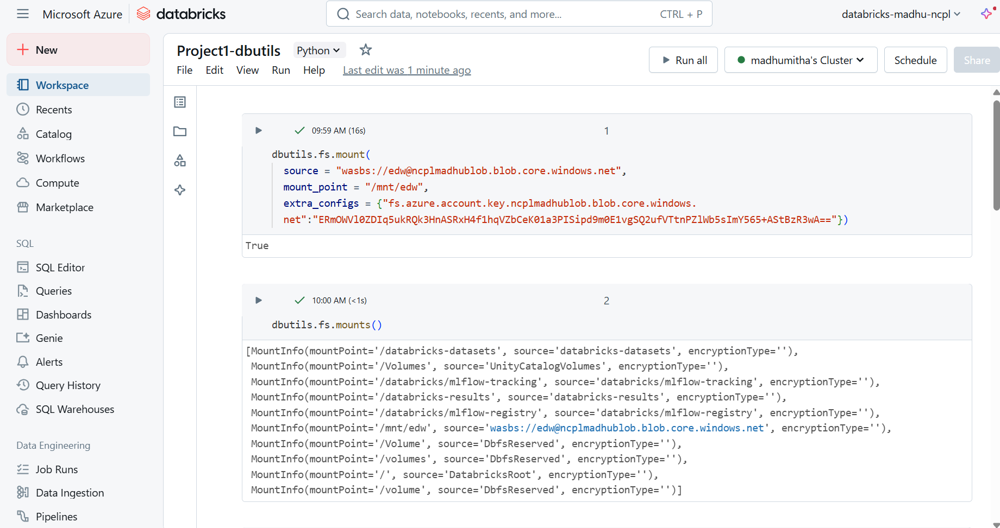 Microsoft Azure databricks
Search data, notebooks, recents, and more... CTRL + P
databricks-madhu-ncpl
New
Workspace
Recents
Catalog
Workflows
Compute
Marketplace
SQL
SQL Editor
Queries
Dashboards
Genie
Alerts
Query History
SQL Warehouses
Data Engineering
Job Runs
Data Ingestion
Pipelines
Project1-dbutils Python
File Edit View Run Help Last edit was 1 minute ago
Run all madhumitha's Cluster Schedule Share
09:59 AM (16s) 1
dbutils.fs.mount(
source = "wasbs://edw@ncplmadhublob.blob.core.windows.net",
mount_point = "/mnt/edw",
extra_configs = {"fs.azure.account.key.ncplmadhublob.blob.core.windows.
net":"ERmOWVl0ZDIq5ukRQk3HnASRxH4f1hqVZbCeK01a3PISipd9m0E1vgSQ2ufVTtnPZlWb5sImY565+AStBzR3wA=="})
True
10:00 AM (<1s) 2
dbutils.fs.mounts()
[MountInfo(mountPoint='/databricks-datasets', source='databricks-datasets', encryptionType=''),
MountInfo(mountPoint='/Volumes', source='UnityCatalogVolumes', encryptionType=''),
MountInfo(mountPoint='/databricks/mlflow-tracking', source='databricks/mlflow-tracking', encryptionType=''),
MountInfo(mountPoint='/databricks-results', source='databricks-results', encryptionType=''),
MountInfo(mountPoint='/databricks/mlflow-registry', source='databricks/mlflow-registry', encryptionType=''),
MountInfo(mountPoint='/mnt/edw', source='wasbs://edw@ncplmadhublob.blob.core.windows.net', encryptionType=''),
MountInfo(mountPoint='/Volume', source='DbfsReserved', encryptionType=''),
MountInfo(mountPoint='/volumes', source='DbfsReserved', encryptionType=''),
MountInfo(mountPoint='/', source='DatabricksRoot', encryptionType=''),
MountInfo(mountPoint='/volume', source='DbfsReserved', encryptionType='')]